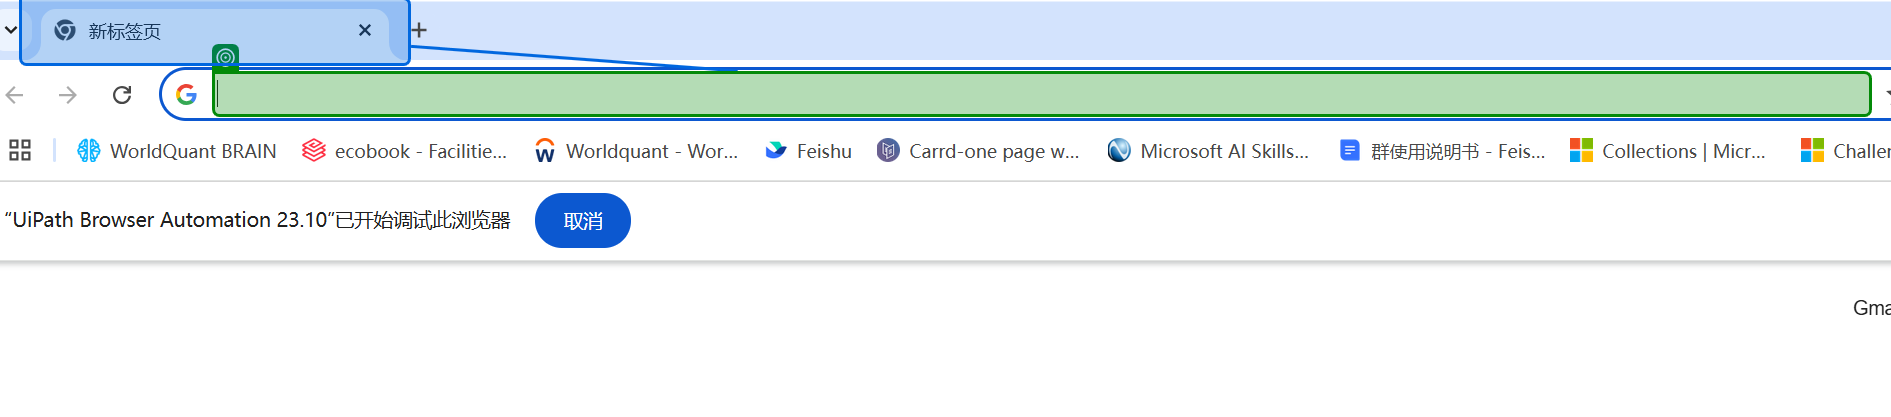 新标签页
WorldQuant BRAIN ecobook - Facilitie... Worldquant - Wor... Feishu Carrd-one page w... Microsoft AI Skills... 群使用说明书 - Feis... Collections | Micr... Challer
“UiPath Browser Automation 23.10”已开始调试此浏览器 取消
Gma